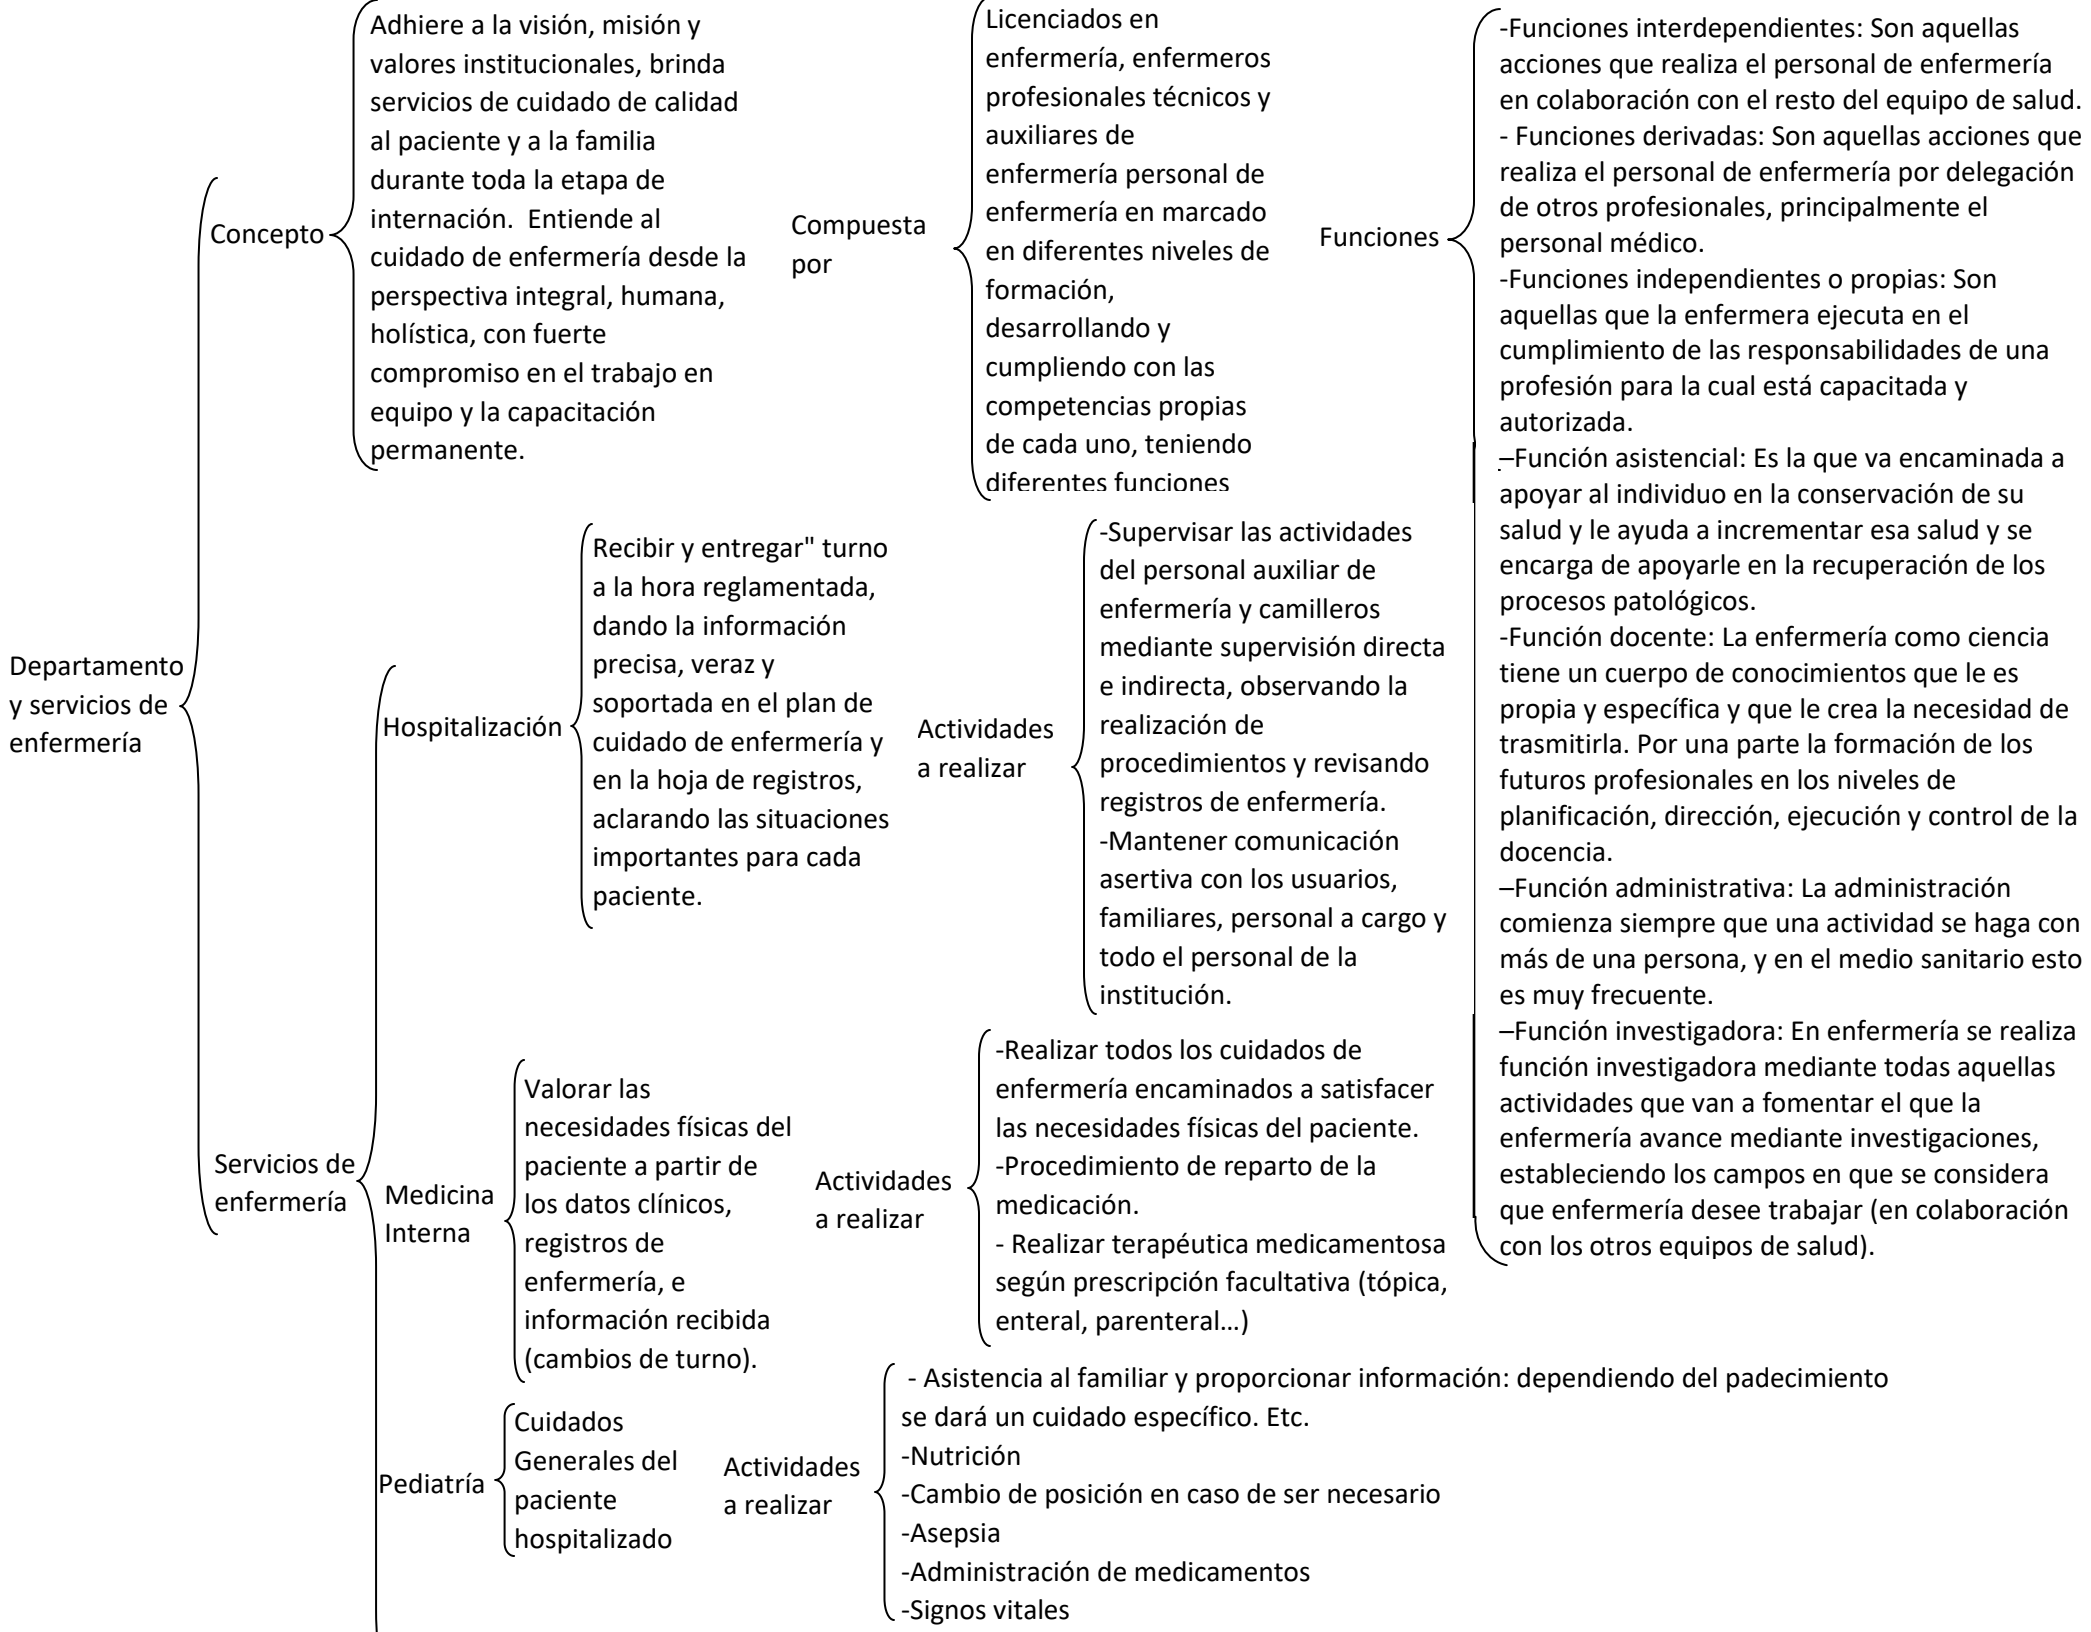 Departamento
y servicios de
enfermería
Concepto
Adhiere a la visión, misión y
valores institucionales, brinda
servicios de cuidado de calidad
al paciente y a la familia
durante toda la etapa de
internación.  Entiende al
cuidado de enfermería desde la
perspectiva integral, humana,
holística, con fuerte
compromiso en el trabajo en
equipo y la capacitación
permanente.
Compuesta
por
Licenciados en
enfermería, enfermeros
profesionales técnicos y
auxiliares de
enfermería personal de
enfermería en marcado
en diferentes niveles de
formación,
desarrollando y
cumpliendo con las
competencias propias
de cada uno, teniendo
diferentes funciones
Funciones
-Funciones interdependientes: Son aquellas
acciones que realiza el personal de enfermería
en colaboración con el resto del equipo de salud.
- Funciones derivadas: Son aquellas acciones que
realiza el personal de enfermería por delegación
de otros profesionales, principalmente el
personal médico.
-Funciones independientes o propias: Son
aquellas que la enfermera ejecuta en el
cumplimiento de las responsabilidades de una
profesión para la cual está capacitada y
autorizada.
–Función asistencial: Es la que va encaminada a
apoyar al individuo en la conservación de su
salud y le ayuda a incrementar esa salud y se
encarga de apoyarle en la recuperación de los
procesos patológicos.
-Función docente: La enfermería como ciencia
tiene un cuerpo de conocimientos que le es
propia y específica y que le crea la necesidad de
trasmitirla. Por una parte la formación de los
futuros profesionales en los niveles de
planificación, dirección, ejecución y control de la
docencia.
–Función administrativa: La administración
comienza siempre que una actividad se haga con
más de una persona, y en el medio sanitario esto
es muy frecuente.
–Función investigadora: En enfermería se realiza
función investigadora mediante todas aquellas
actividades que van a fomentar el que la
enfermería avance mediante investigaciones,
estableciendo los campos en que se considera
que enfermería desee trabajar (en colaboración
con los otros equipos de salud).
Servicios de
enfermería
Hospitalización
Recibir y entregar" turno
a la hora reglamentada,
dando la información
precisa, veraz y
soportada en el plan de
cuidado de enfermería y
en la hoja de registros,
aclarando las situaciones
importantes para cada
paciente.
Actividades
a realizar
-Supervisar las actividades
del personal auxiliar de
enfermería y camilleros
mediante supervisión directa
e indirecta, observando la
realización de
procedimientos y revisando
registros de enfermería.
-Mantener comunicación
asertiva con los usuarios,
familiares, personal a cargo y
todo el personal de la
institución.
Medicina
Interna
Valorar las
necesidades físicas del
paciente a partir de
los datos clínicos,
registros de
enfermería, e
información recibida
(cambios de turno).
Actividades
a realizar
-Realizar todos los cuidados de
enfermería encaminados a satisfacer
las necesidades físicas del paciente.
-Procedimiento de reparto de la
medicación.
- Realizar terapéutica medicamentosa
según prescripción facultativa (tópica,
enteral, parenteral…)
Pediatría
Cuidados
Generales del
paciente
hospitalizado
Actividades
a realizar
- Asistencia al familiar y proporcionar información: dependiendo del padecimiento
se dará un cuidado específico. Etc.
-Nutrición
-Cambio de posición en caso de ser necesario
-Asepsia
-Administración de medicamentos
-Signos vitales